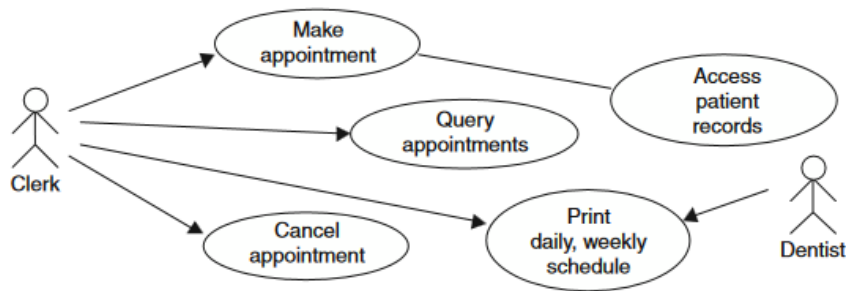 Make
appointment
Access
patient
records
Query
appointments
Clerk
Cancel
appointment
Print
daily, weekly
schedule
Dentist